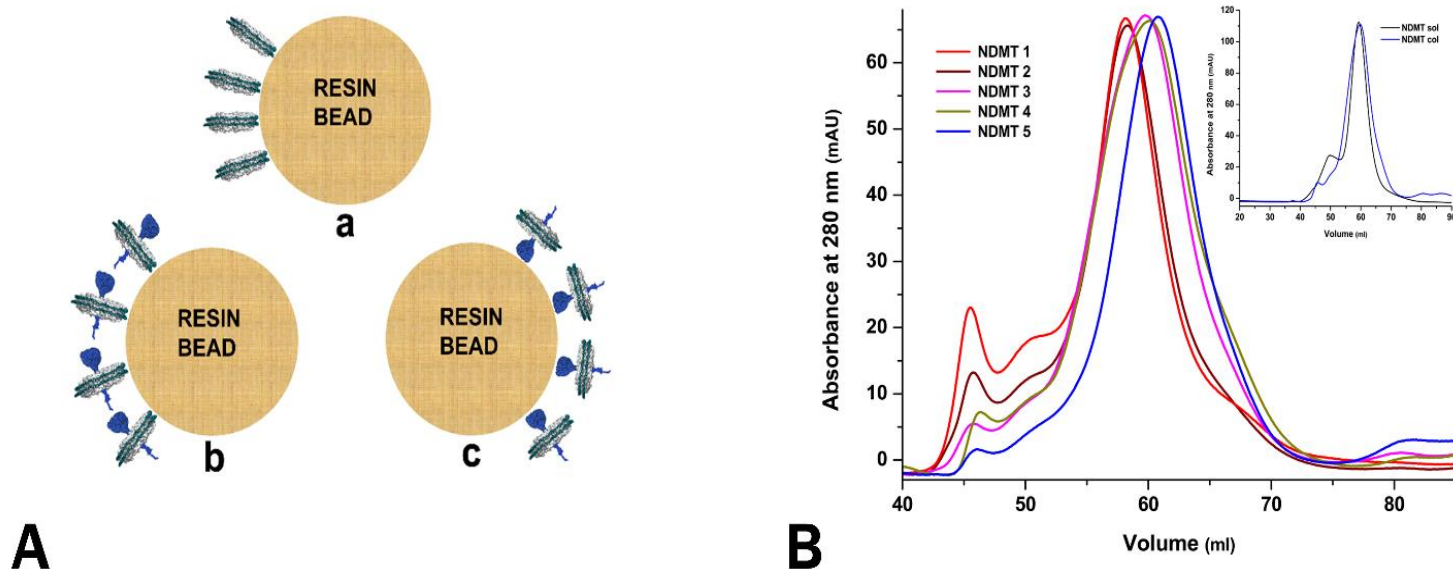 RESIN
BEAD
a
RESIN
BEAD
b
RESIN
BEAD
c
A
Absorbance at 280 nm (mAU)
60
50
40
30
20
10
0
40
50
60
70
80
Volume (ml)
NDMT 1
NDMT 2
NDMT 3
NDMT 4
NDMT 5
Absorbance at 280 nm (mAU)
120
100
80
60
40
20
0
20
30
40
50
60
70
80
90
Volume (ml)
NDMT sol
NDMT col
B